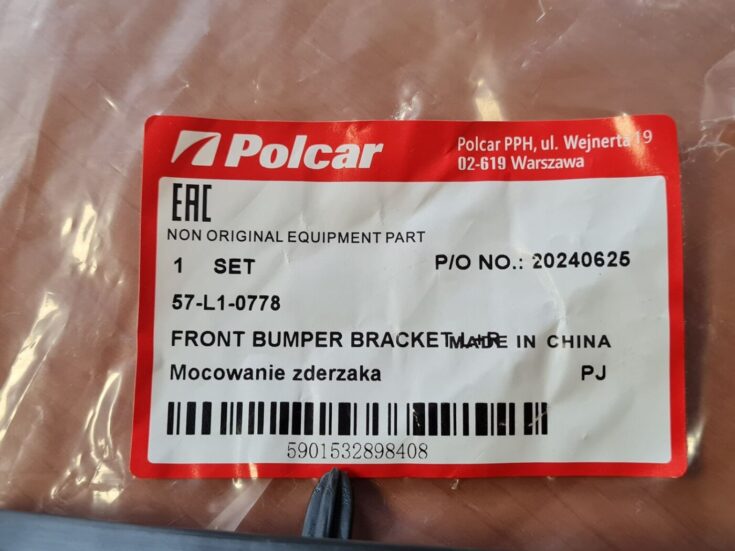 Polcar
Polcar PPH, ul. Wejnerta 19
02-619 Warszawa
EAC
NON ORIGINAL EQUIPMENT PART
1 SET
P/O NO.: 20240625
57-L1-0778
FRONT BUMPER BRACKET L+R
MADE IN CHINA
Mocowanie zderzaka
PJ
5901532898408